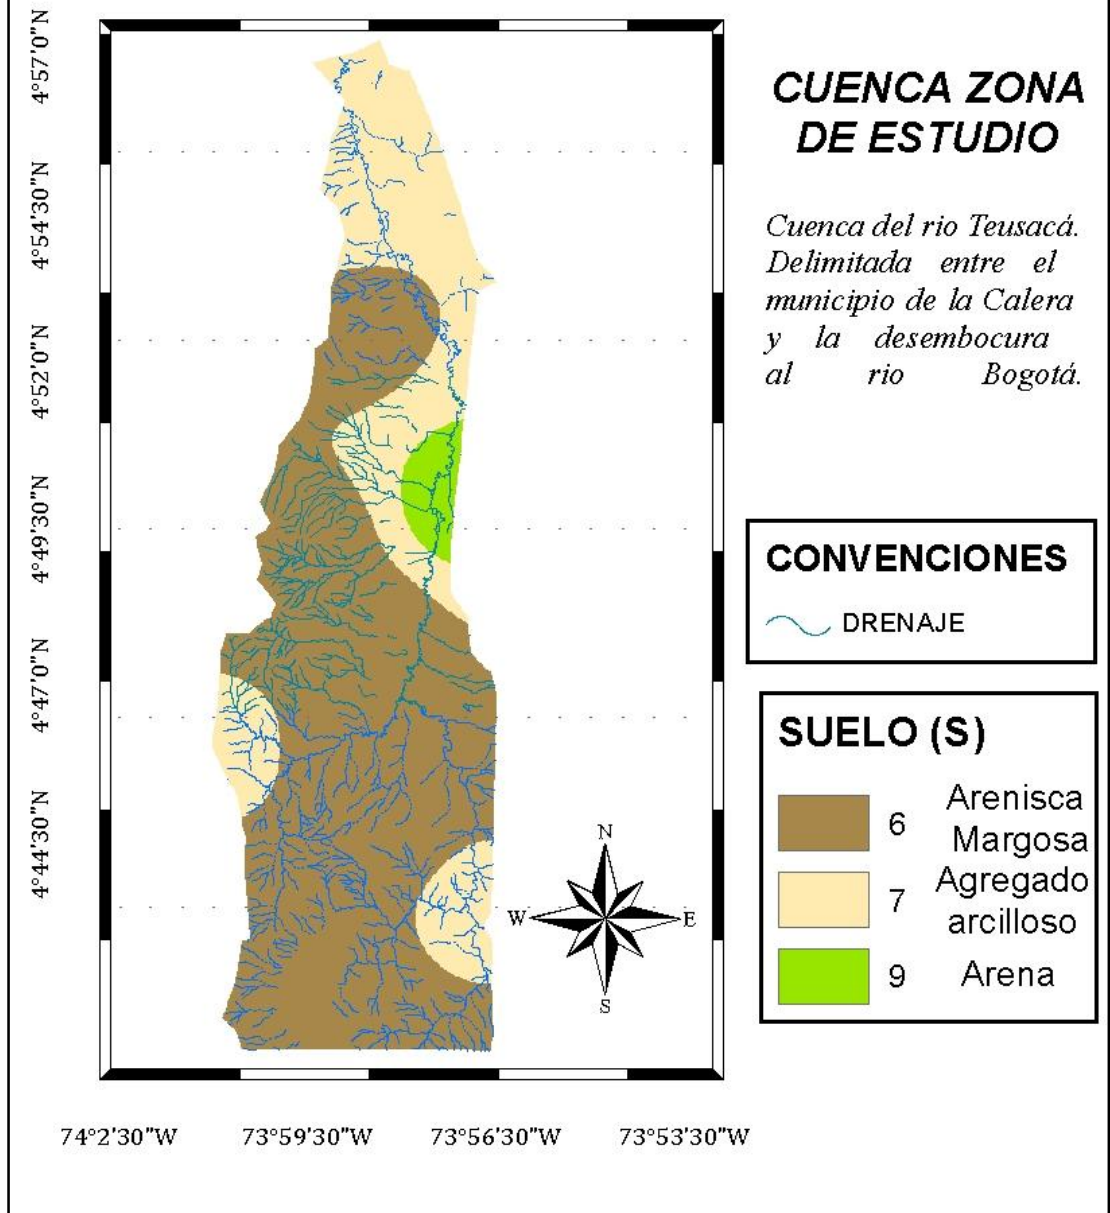 CUENCA ZONA
DE ESTUDIO
Cuenca del rio Teusacá.
Delimitada entre el
municipio de la Calera
y la desembocura
al rio Bogotá.
CONVENCIONES
DRENAJE
SUELO (S)
6 Arenisca
Margosa
7 Agregado
arcilloso
9 Arena
N
W E
S
4°57'0"N
4°54'30"N
4°52'0"N
4°49'30"N
4°47'0"N
4°44'30"N
74°2'30"W 73°59'30"W 73°56'30"W 73°53'30"W